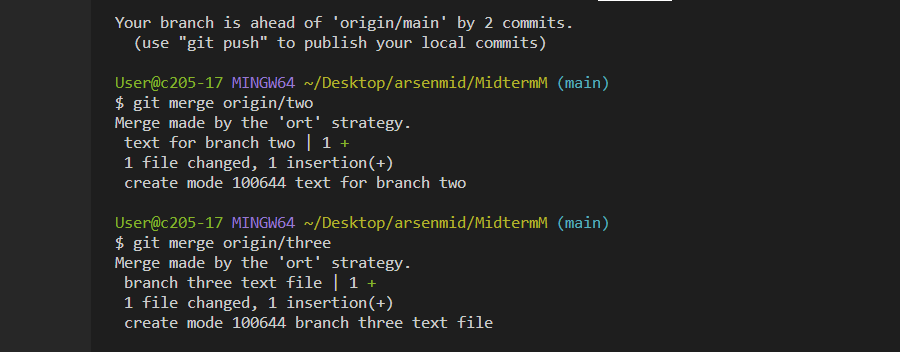 Your branch is ahead of 'origin/main' by 2 commits.
  (use "git push" to publish your local commits)

User@c205-17 MINGW64 ~/Desktop/arsenmid/MidtermM (main)
$ git merge origin/two
Merge made by the 'ort' strategy.
 text for branch two | 1 +
 1 file changed, 1 insertion(+)
 create mode 100644 text for branch two

User@c205-17 MINGW64 ~/Desktop/arsenmid/MidtermM (main)
$ git merge origin/three
Merge made by the 'ort' strategy.
 branch three text file | 1 +
 1 file changed, 1 insertion(+)
 create mode 100644 branch three text file